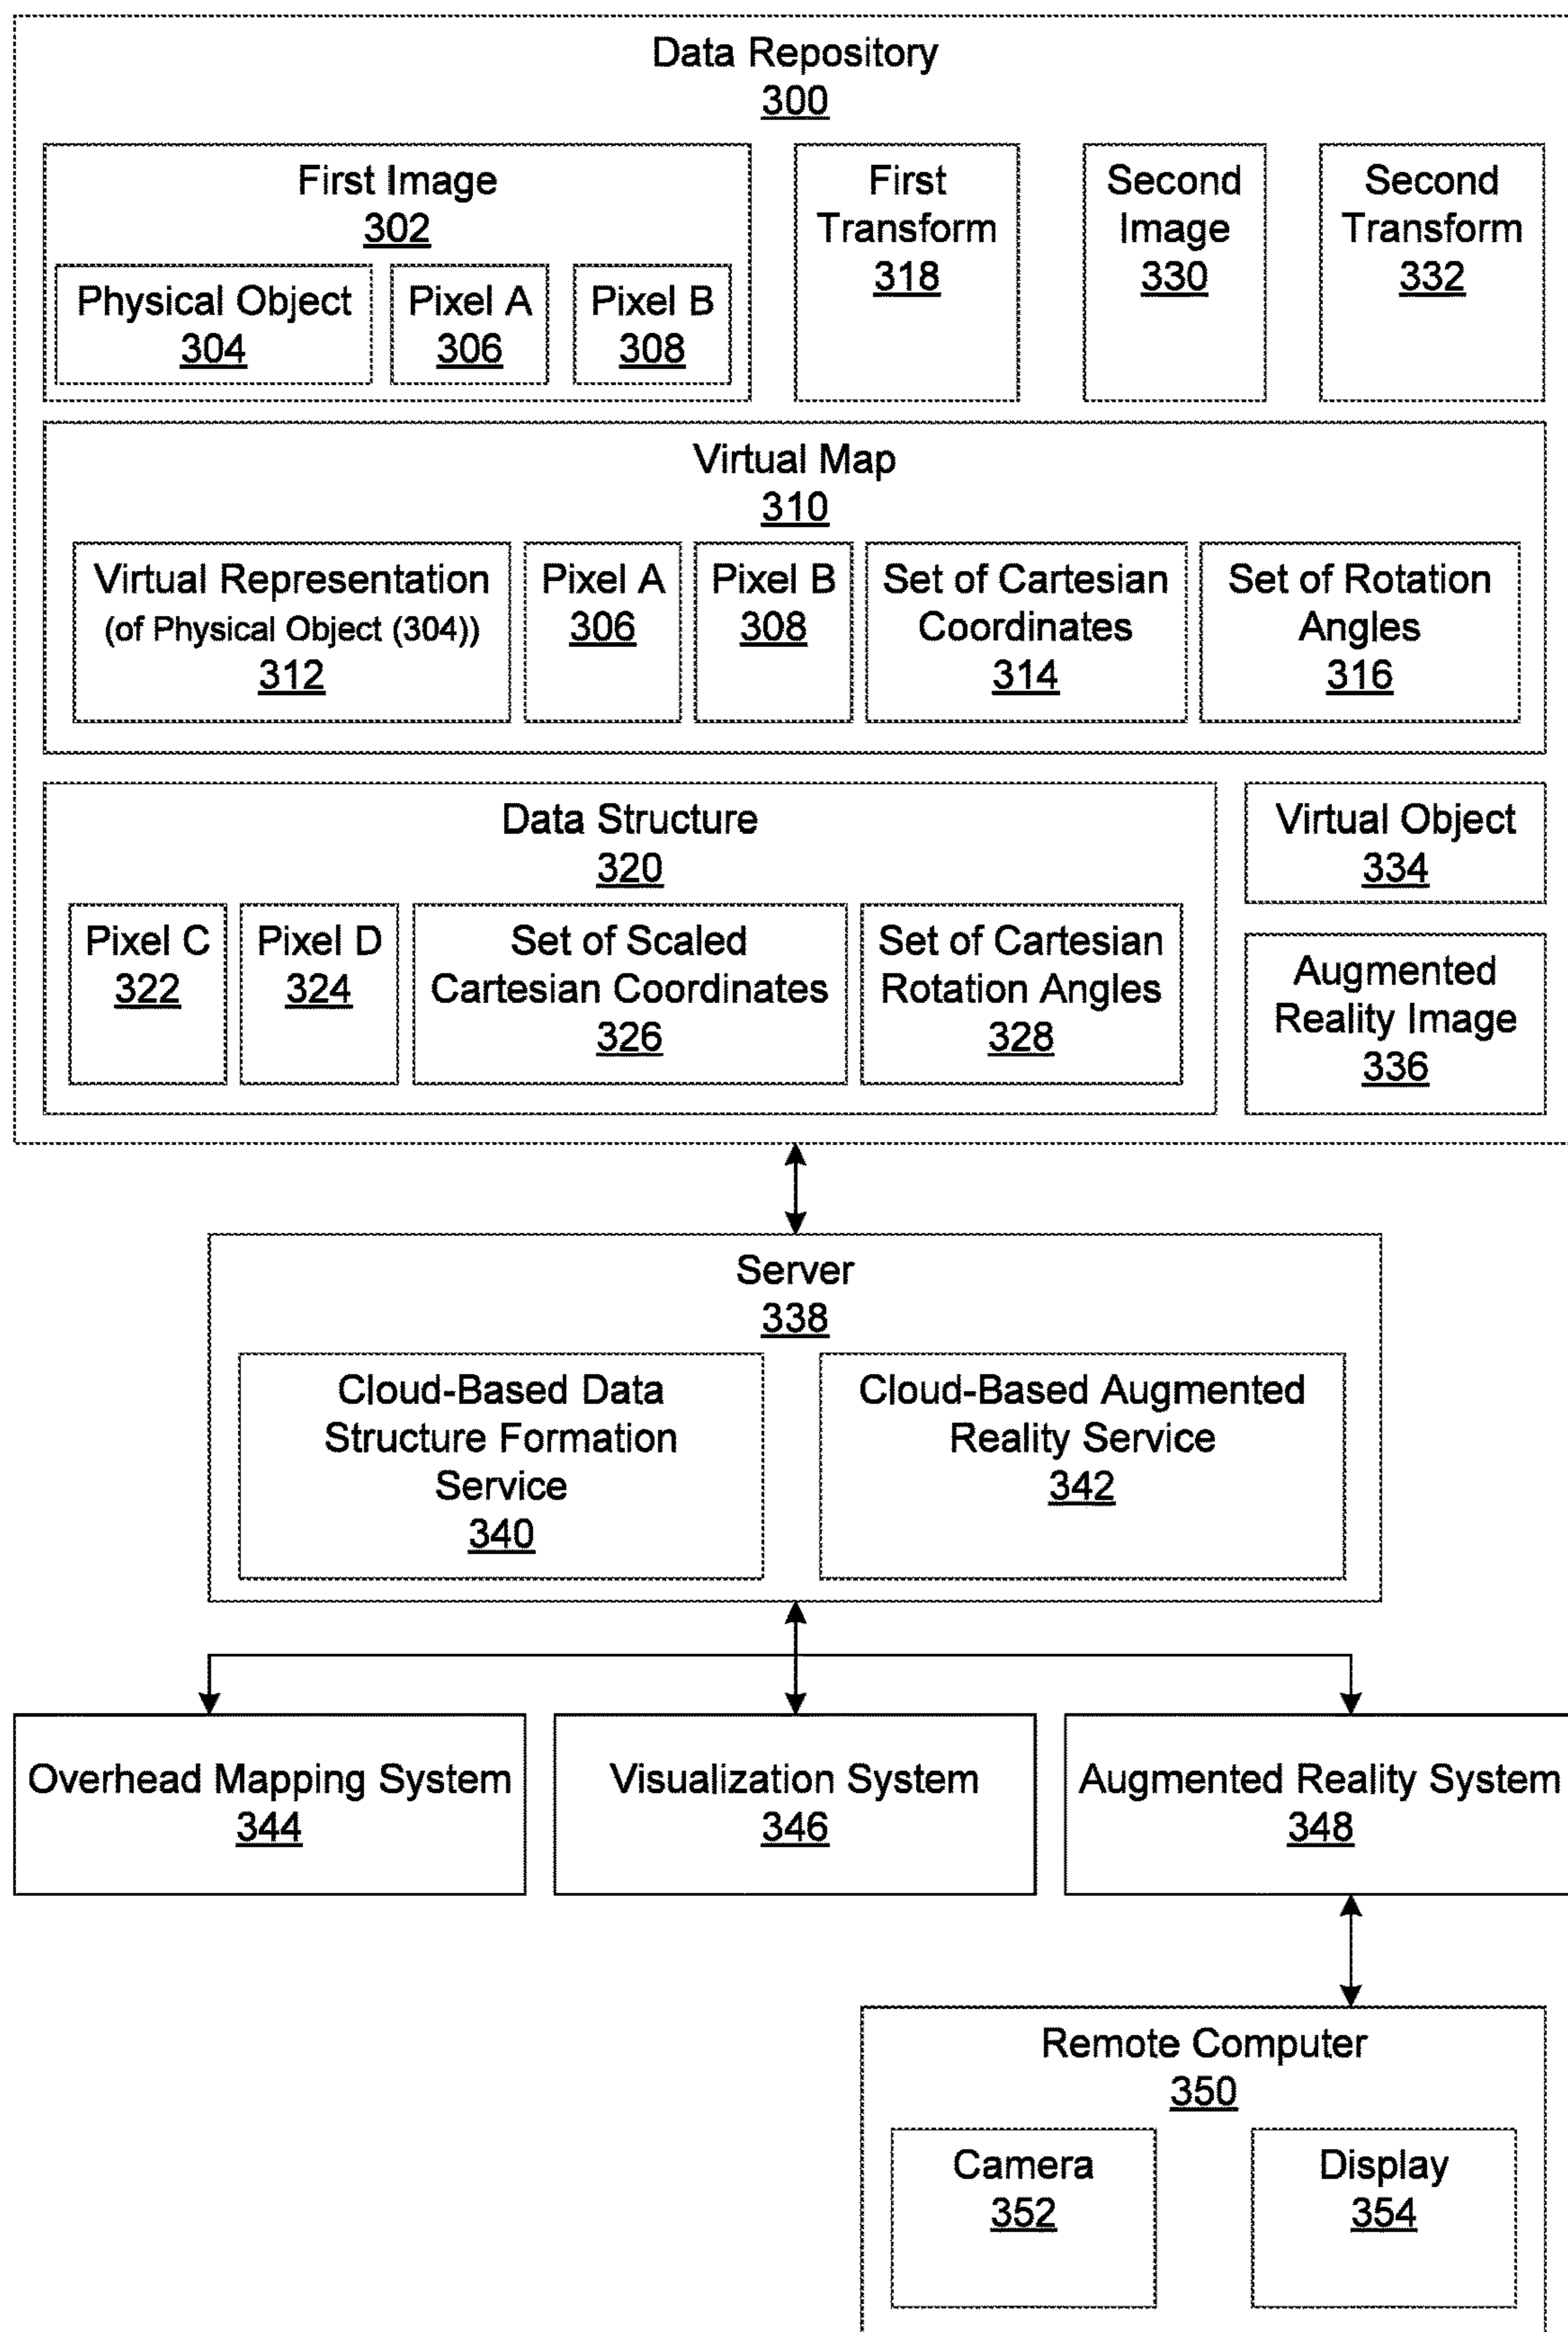 Data Repository
300
First Image
302
Physical Object
304
Pixel A
306
Pixel B
308
First
Transform
318
Second
Image
330
Second
Transform
332
Virtual Map
310
Virtual Representation
(of Physical Object (304))
312
Pixel A
306
Pixel B
308
Set of Cartesian
Coordinates
314
Set of Rotation
Angles
316
Data Structure
320
Pixel C
322
Pixel D
324
Set of Scaled
Cartesian Coordinates
326
Set of Cartesian
Rotation Angles
328
Virtual Object
334
Augmented
Reality Image
336
Server
338
Cloud-Based Data
Structure Formation
Service
340
Cloud-Based Augmented
Reality Service
342
Overhead Mapping System
344
Visualization System
346
Augmented Reality System
348
Remote Computer
350
Camera
352
Display
354